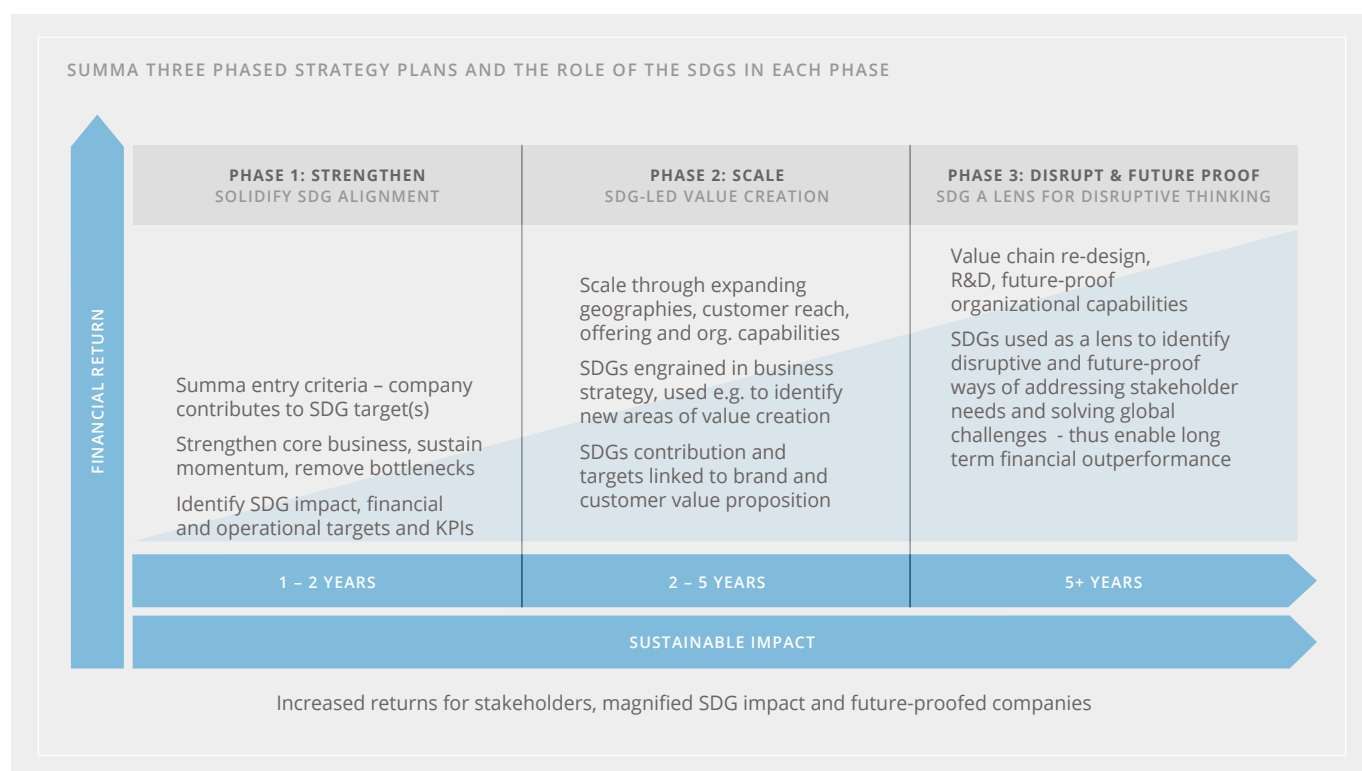 SUMMA THREE PHASED STRATEGY PLANS AND THE ROLE OF THE SDGS IN EACH PHASE
FINANCIAL RETURN
PHASE 1: STRENGTHEN
SOLIDIFY SDG ALIGNMENT
Summa entry criteria – company
contributes to SDG target(s)
Strengthen core business, sustain
momentum, remove bottlenecks
Identify SDG impact, financial
and operational targets and KPIs
1 – 2 YEARS
PHASE 2: SCALE
SDG-LED VALUE CREATION
Scale through expanding
geographies, customer reach,
offering and org. capabilities
SDGs engrained in business
strategy, used e.g. to identify
new areas of value creation
SDGs contribution and
targets linked to brand and
customer value proposition
2 – 5 YEARS
PHASE 3: DISRUPT & FUTURE PROOF
SDG A LENS FOR DISRUPTIVE THINKING
Value chain re-design,
R&D, future-proof
organizational capabilities
SDGs used as a lens to identify
disruptive and future-proof
ways of addressing stakeholder
needs and solving global
challenges  - thus enable long
term financial outperformance
5+ YEARS
SUSTAINABLE IMPACT
Increased returns for stakeholders, magnified SDG impact and future-proofed companies